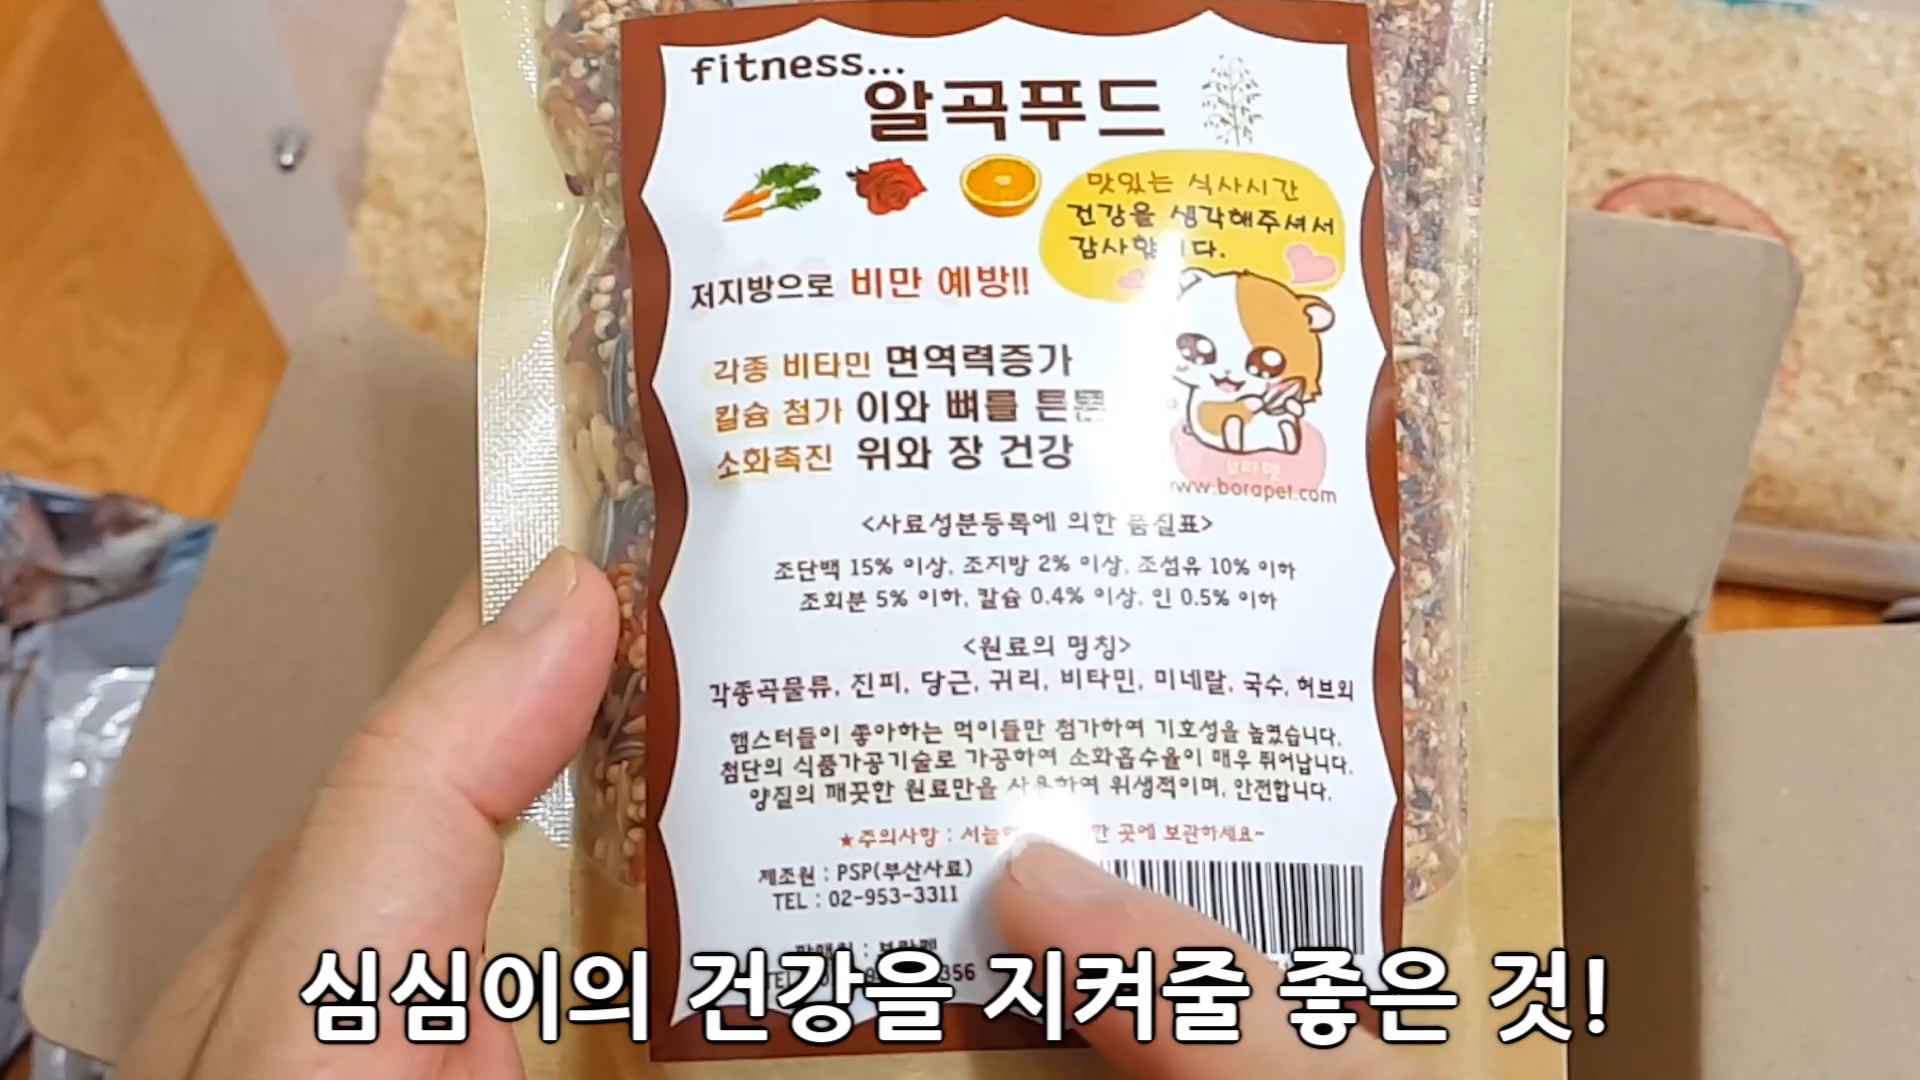 fitness...
알곡푸드
맛있는 식사시간
건강을 생각해주셔서
감사합니다.
저지방으로 비만 예방!!
각종 비타민 면역력증가
칼슘 첨가 이와 뼈를 튼튼
소화촉진 위와 장 건강
보라펫
www.borapet.com
<사료성분등록에 의한 품질표>
조단백 15% 이상, 조지방 2% 이상, 조섬유 10% 이하
조회분 5% 이하, 칼슘 0.4% 이상, 인 0.5% 이하
<원료의 명칭>
각종곡물류, 진피, 당근, 귀리, 비타민, 미네랄, 국수, 허브외
햄스터들이 좋아하는 먹이들만 첨가하여 기호성을 높였습니다.
첨단의 식품가공기술로 가공하여 소화흡수율이 매우 뛰어납니다.
양질의 깨끗한 원료만을 사용하여 위생적이며, 안전합니다.
★주의사항 : 곳에 보관하세요~
제조원 : PSP(부산사료)
TEL : 02-953-3311
심심이의 건강을 지켜줄 좋은 것!